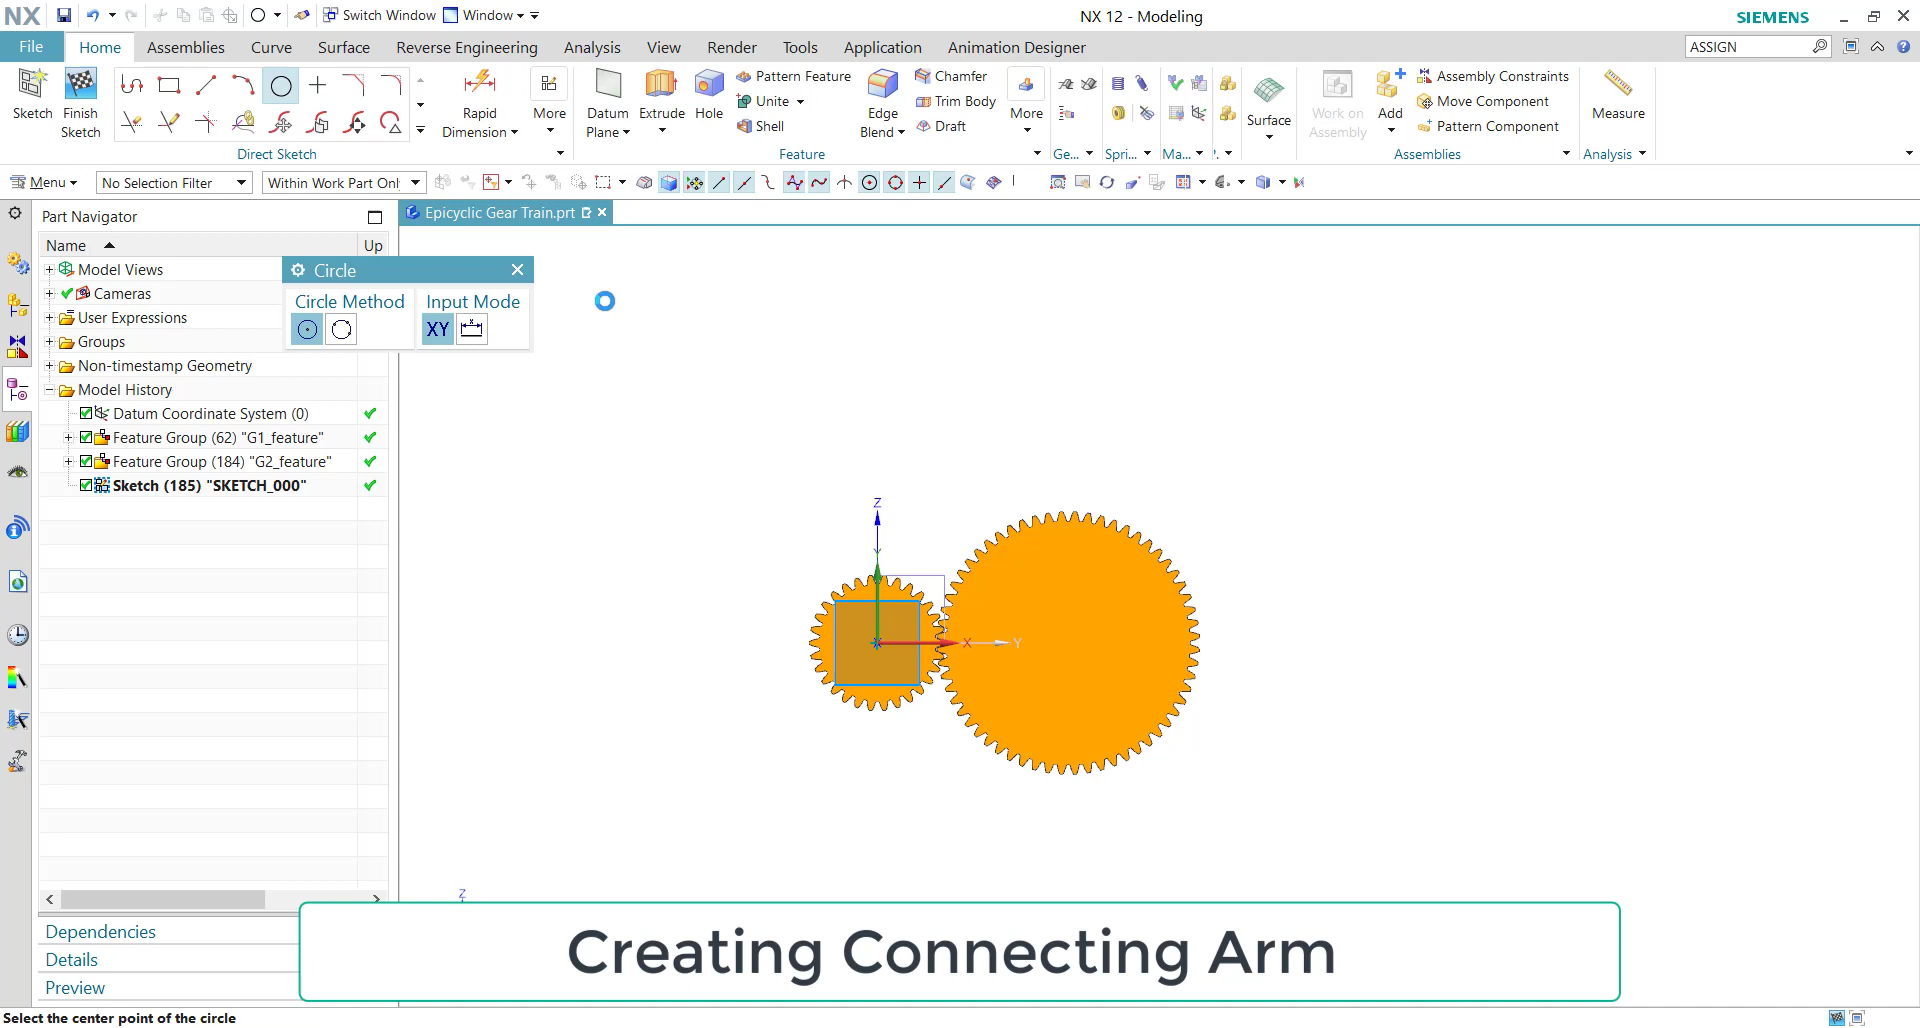 NX Switch Window Window NX 12 - Modeling SIEMENS
File Home Assemblies Curve Surface Reverse Engineering Analysis View Render Tools Application Animation Designer ASSIGN
Sketch Finish Sketch Rapid Dimension More Datum Plane Extrude Hole Pattern Feature Unite Shell Edge Blend Chamfer Trim Body Draft More Surface Work on Assembly Add Assembly Constraints Move Component Pattern Component Measure
Direct Sketch Feature Ge... Spri... Ma... Assemblies Analysis
Menu No Selection Filter Within Work Part Onl
Part Navigator Epicyclic Gear Train.prt
Name Up
Model Views
Cameras
User Expressions
Groups
Non-timestamp Geometry
Model History
Datum Coordinate System (0)
Feature Group (62) "G1_feature"
Feature Group (184) "G2_feature"
Sketch (185) "SKETCH_000"
Circle
Circle Method Input Mode
XY
Z
Y
X Y
Z
Dependencies
Details
Preview
Creating Connecting Arm
Select the center point of the circle